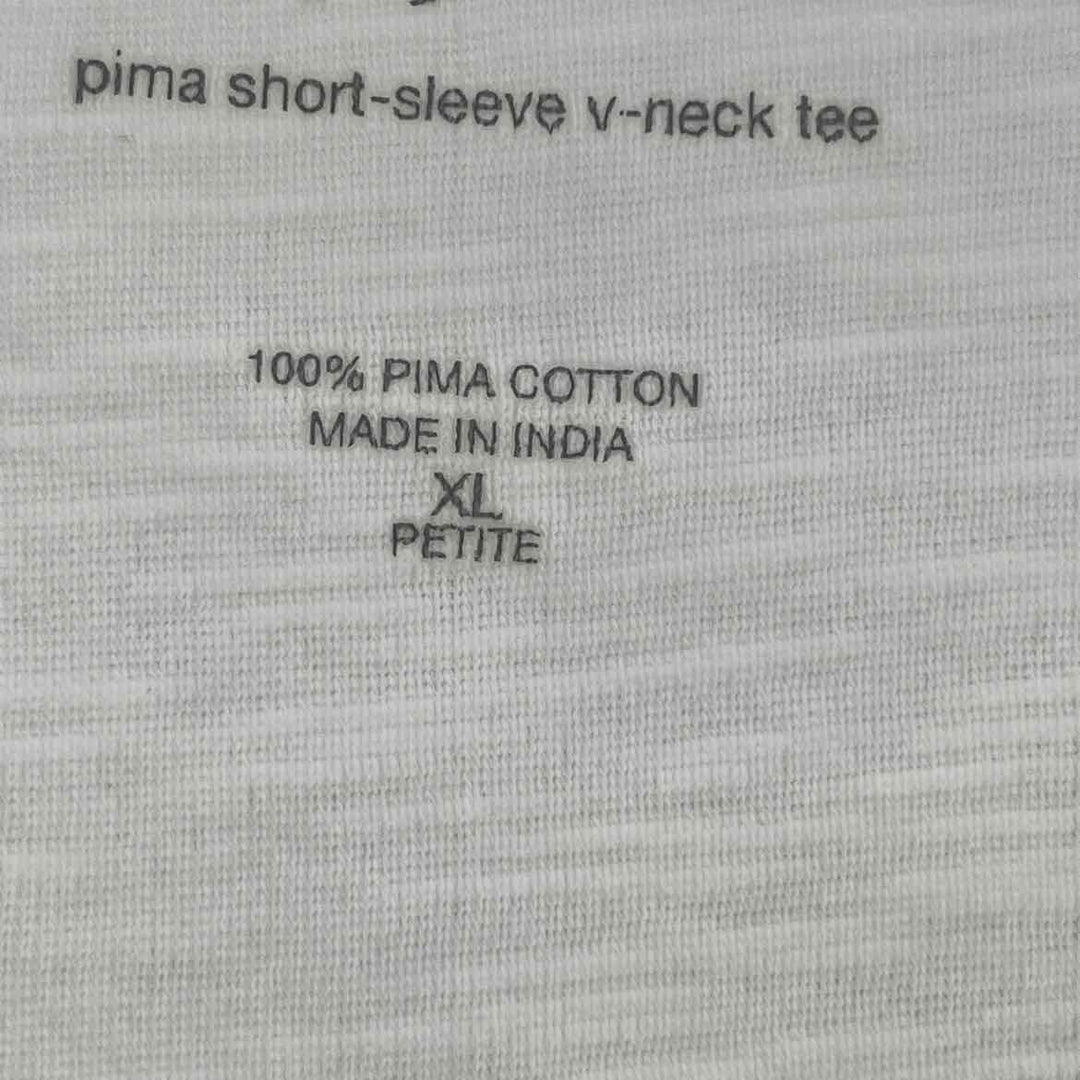 pima short-sleeve v-neck tee
100% PIMA COTTON
MADE IN INDIA
XL
PETITE